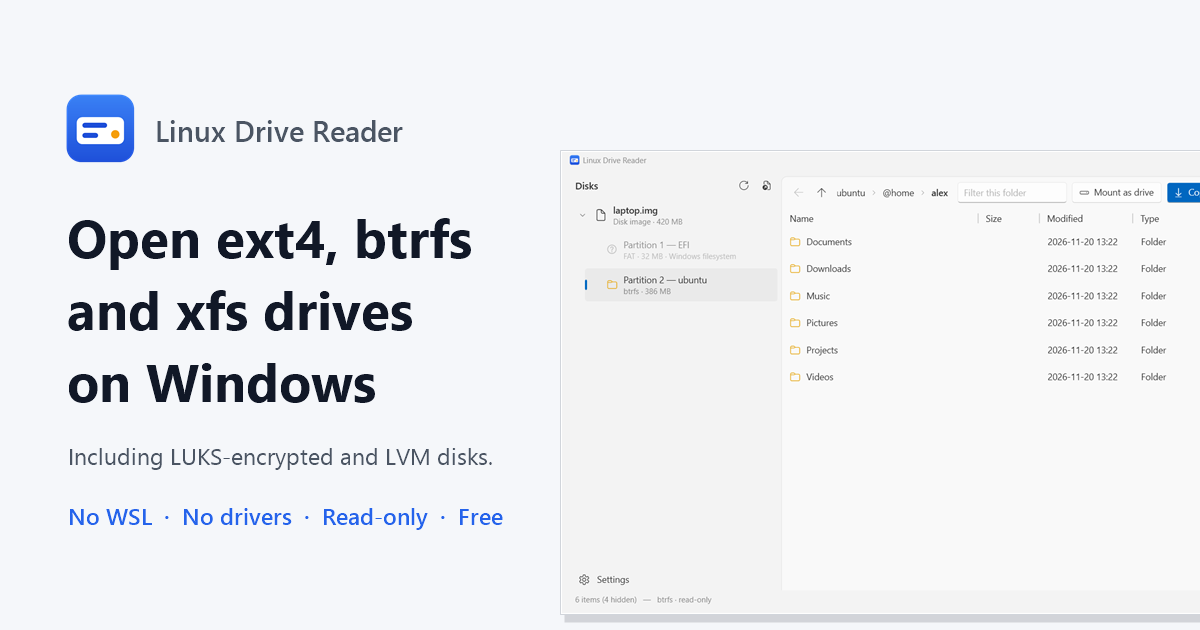 Linux Drive Reader
Open ext4, btrfs
and xfs drives
on Windows
Including LUKS-encrypted and LVM disks.
No WSL · No drivers · Read-only · Free
Linux Drive Reader
Disks
laptop.img
Disk image · 420 MB
Partition 1 — EFI
FAT · 32 MB · Windows filesystem
Partition 2 — ubuntu
btrfs · 386 MB
Settings
6 items (4 hidden) — btrfs · read-only
ubuntu > @home > alex Filter this folder Mount as drive Co
Name Size Modified Type
Documents 2026-11-20 13:22 Folder
Downloads 2026-11-20 13:22 Folder
Music 2026-11-20 13:22 Folder
Pictures 2026-11-20 13:22 Folder
Projects 2026-11-20 13:22 Folder
Videos 2026-11-20 13:22 Folder